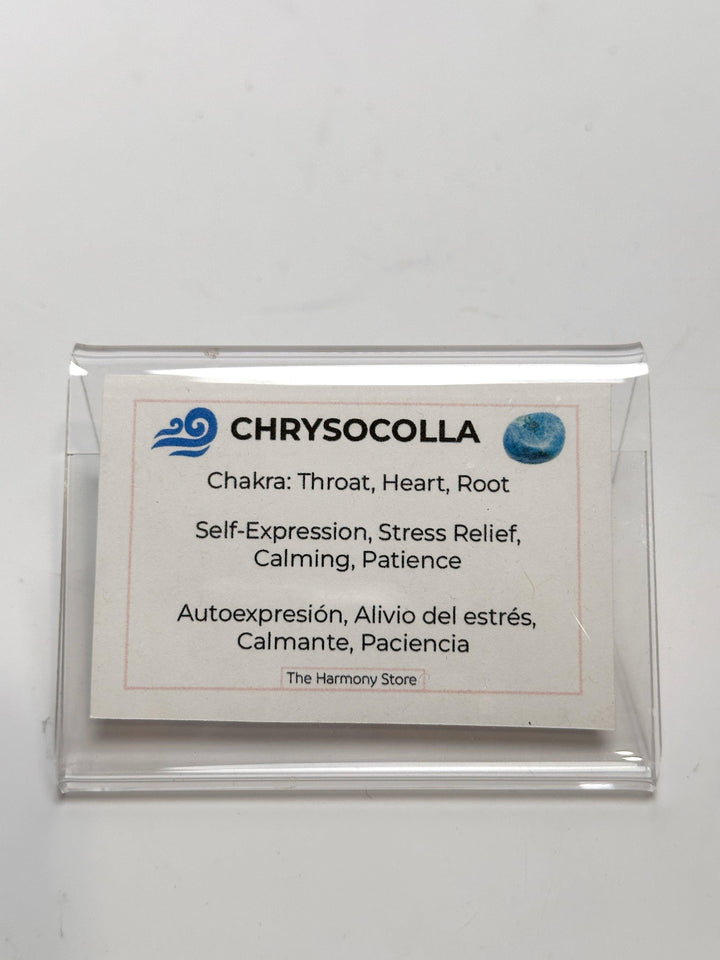 CHRYSOCOLLA
Chakra: Throat, Heart, Root
Self-Expression, Stress Relief,
Calming, Patience
Autoexpresión, Alivio del estrés,
Calmante, Paciencia
The Harmony Store